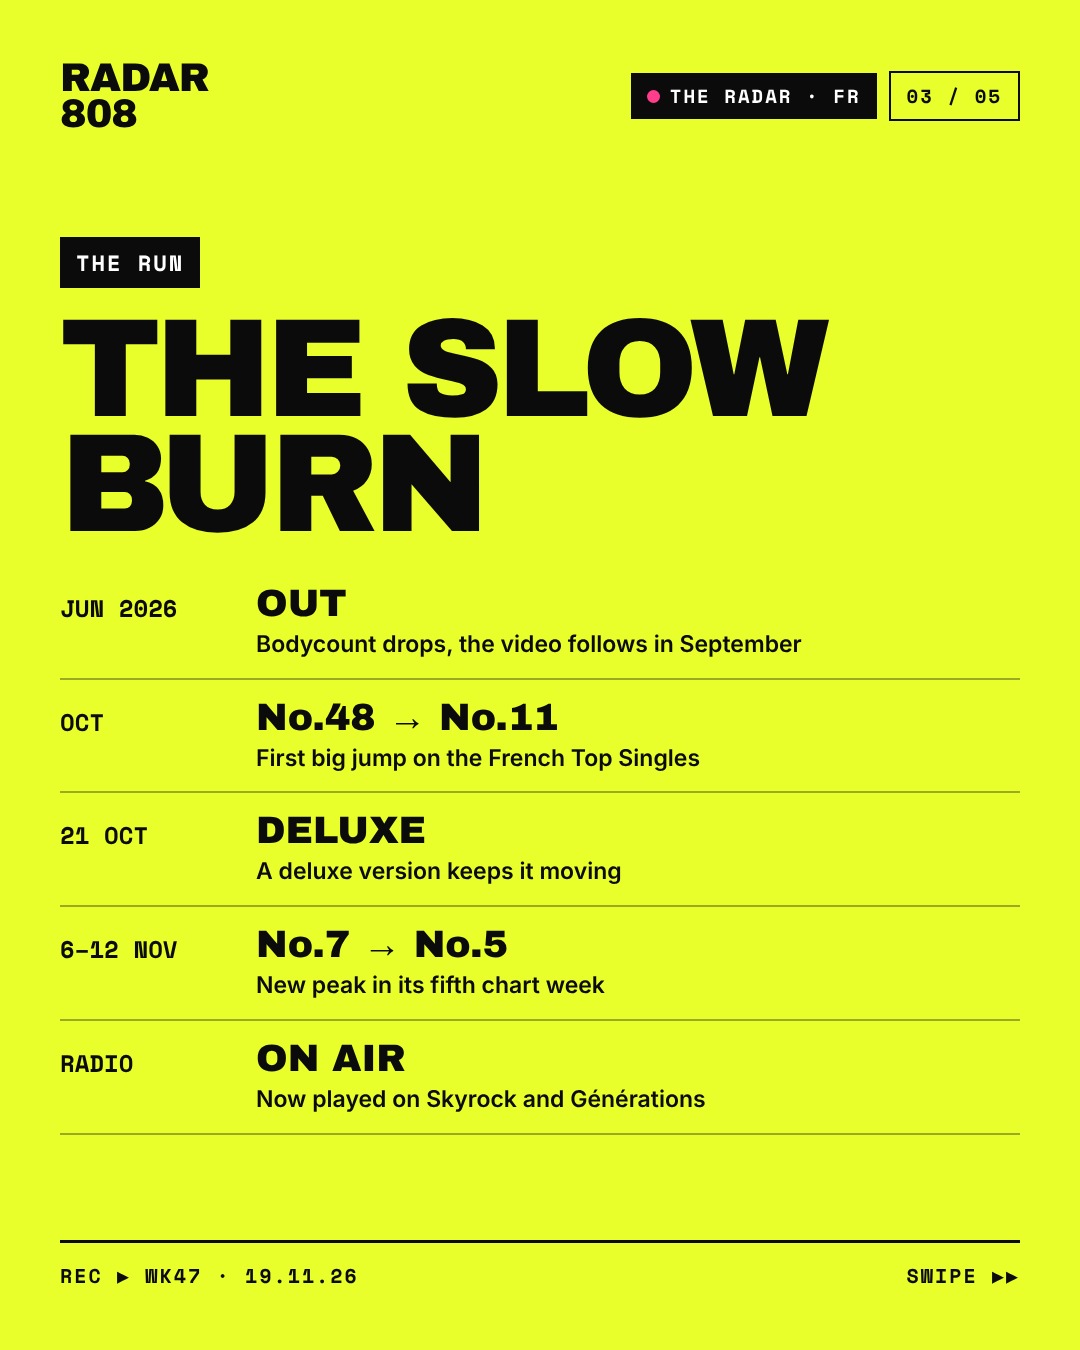 RADAR
808
THE RADAR · FR
03 / 05
THE RUN
THE SLOW
BURN
JUN 2026
OUT
Bodycount drops, the video follows in September
OCT
No.48 → No.11
First big jump on the French Top Singles
21 OCT
DELUXE
A deluxe version keeps it moving
6–12 NOV
No.7 → No.5
New peak in its fifth chart week
RADIO
ON AIR
Now played on Skyrock and Générations
REC ▶ WK47 · 19.11.26
SWIPE ▶▶